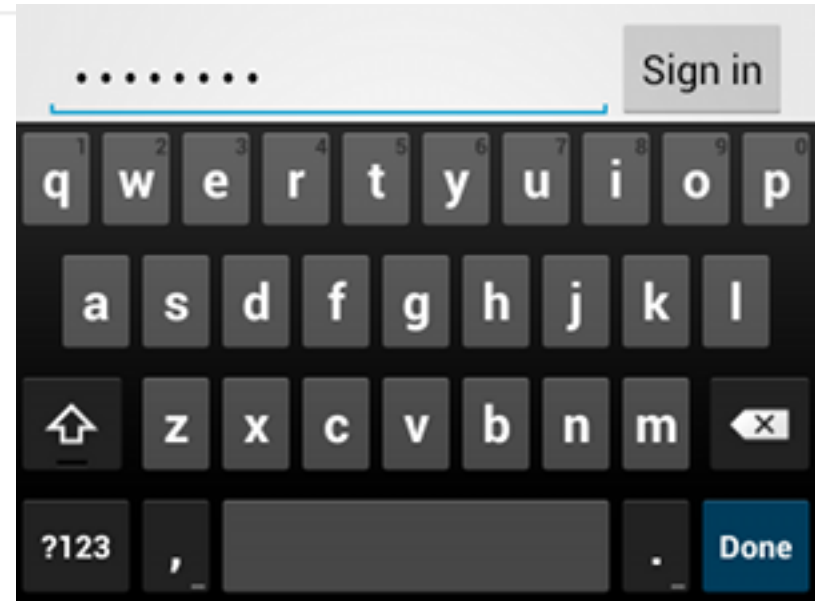 •••••••• Sign in
q 1 w 2 e 3 r 4 t 5 y 6 u 7 i 8 o 9 p 0
a s d f g h j k l
z x c v b n m
?123 , _ . _ Done